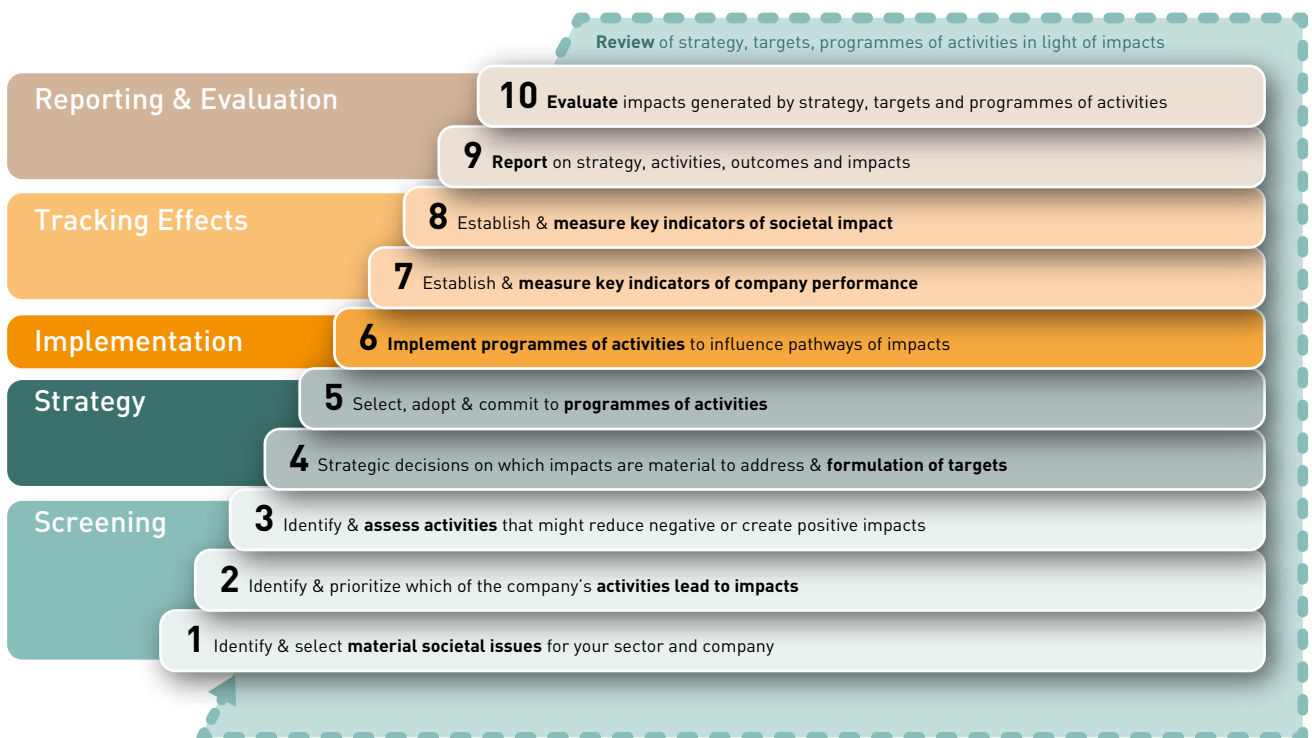 Review of strategy, targets, programmes of activities in light of impacts
Reporting & Evaluation
10 Evaluate impacts generated by strategy, targets and programmes of activities
9 Report on strategy, activities, outcomes and impacts
Tracking Effects
8 Establish & measure key indicators of societal impact
7 Establish & measure key indicators of company performance
Implementation
6 Implement programmes of activities to influence pathways of impacts
Strategy
5 Select, adopt & commit to programmes of activities
4 Strategic decisions on which impacts are material to address & formulation of targets
Screening
3 Identify & assess activities that might reduce negative or create positive impacts
2 Identify & prioritize which of the company’s activities lead to impacts
1 Identify & select material societal issues for your sector and company